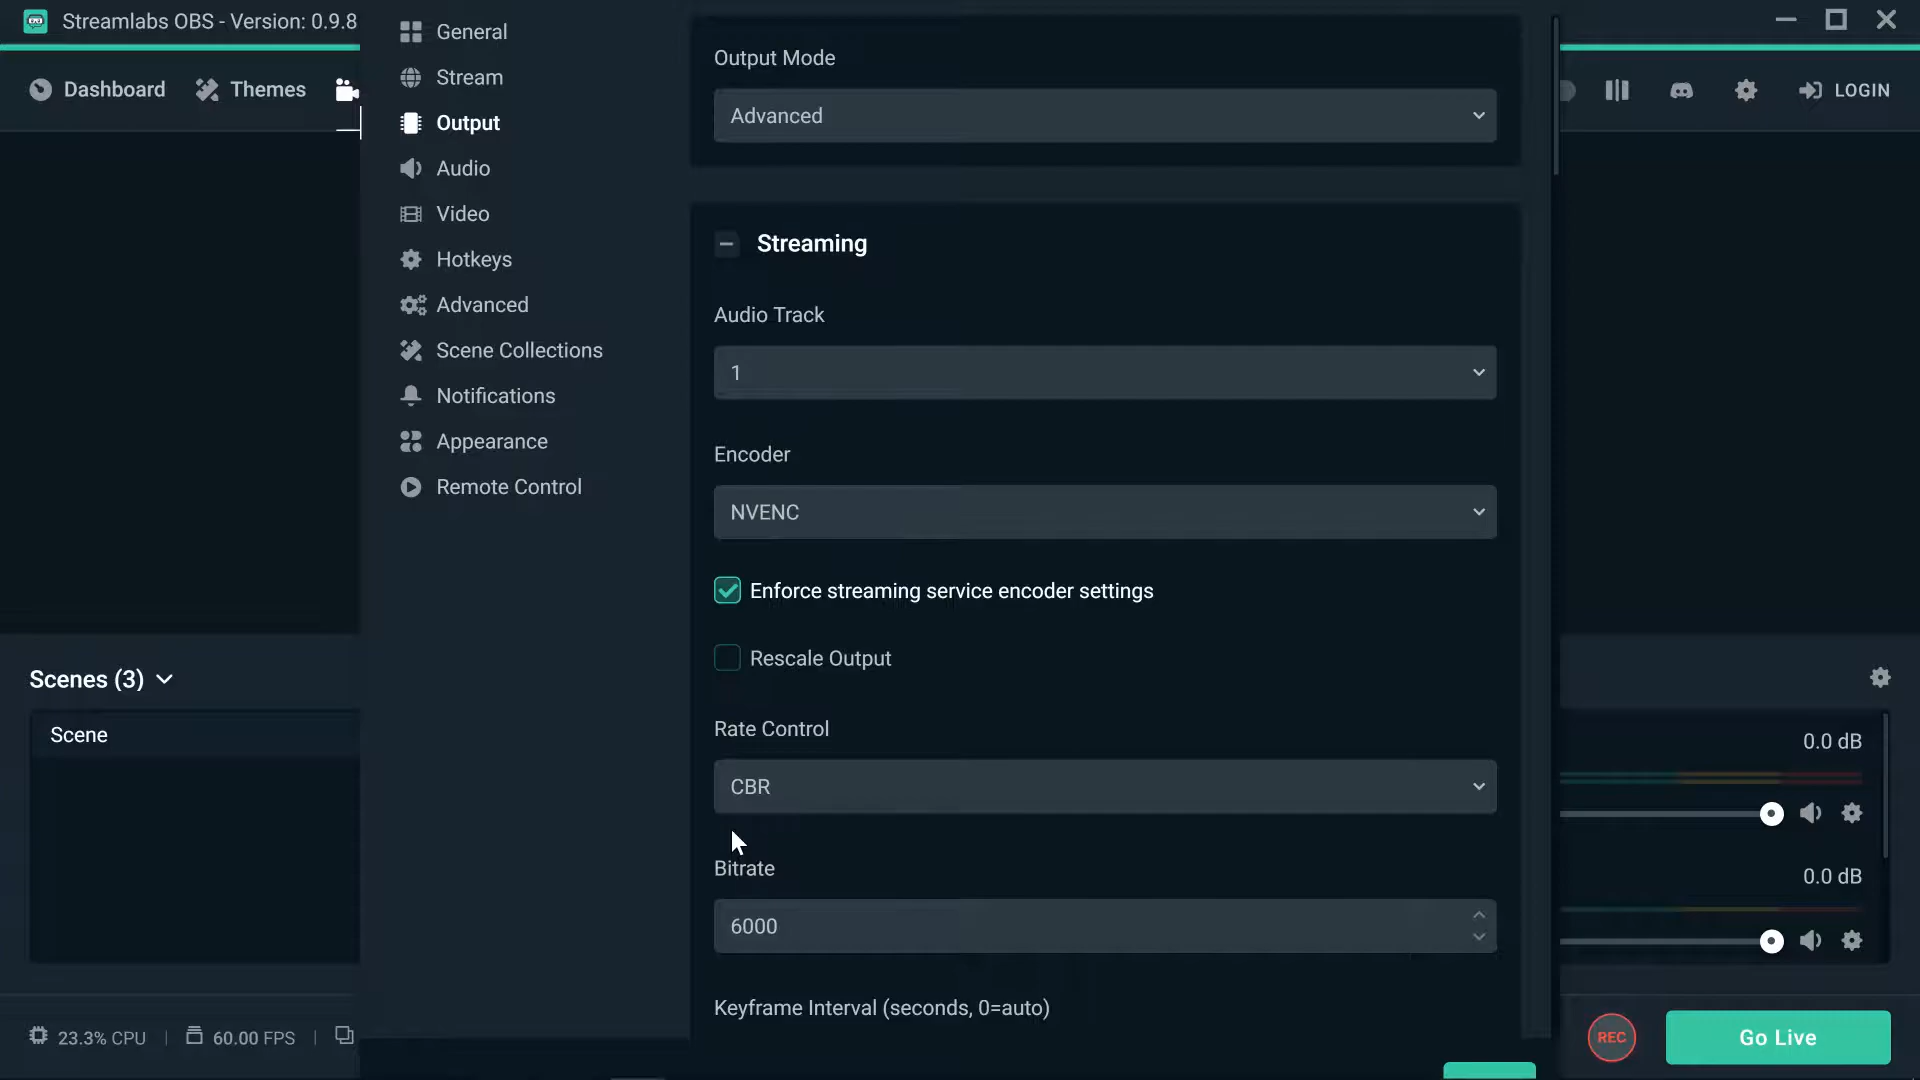 Streamlabs OBS - Version: 0.9.8
Dashboard
Themes
LOGIN
General
Stream
Output
Audio
Video
Hotkeys
Advanced
Scene Collections
Notifications
Appearance
Remote Control
Output Mode
Advanced
Streaming
Audio Track
1
Encoder
NVENC
Enforce streaming service encoder settings
Rescale Output
Rate Control
CBR
Bitrate
6000
Keyframe Interval (seconds, 0=auto)
Scenes (3)
Scene
0.0 dB
0.0 dB
23.3% CPU | 60.00 FPS |
REC
Go Live